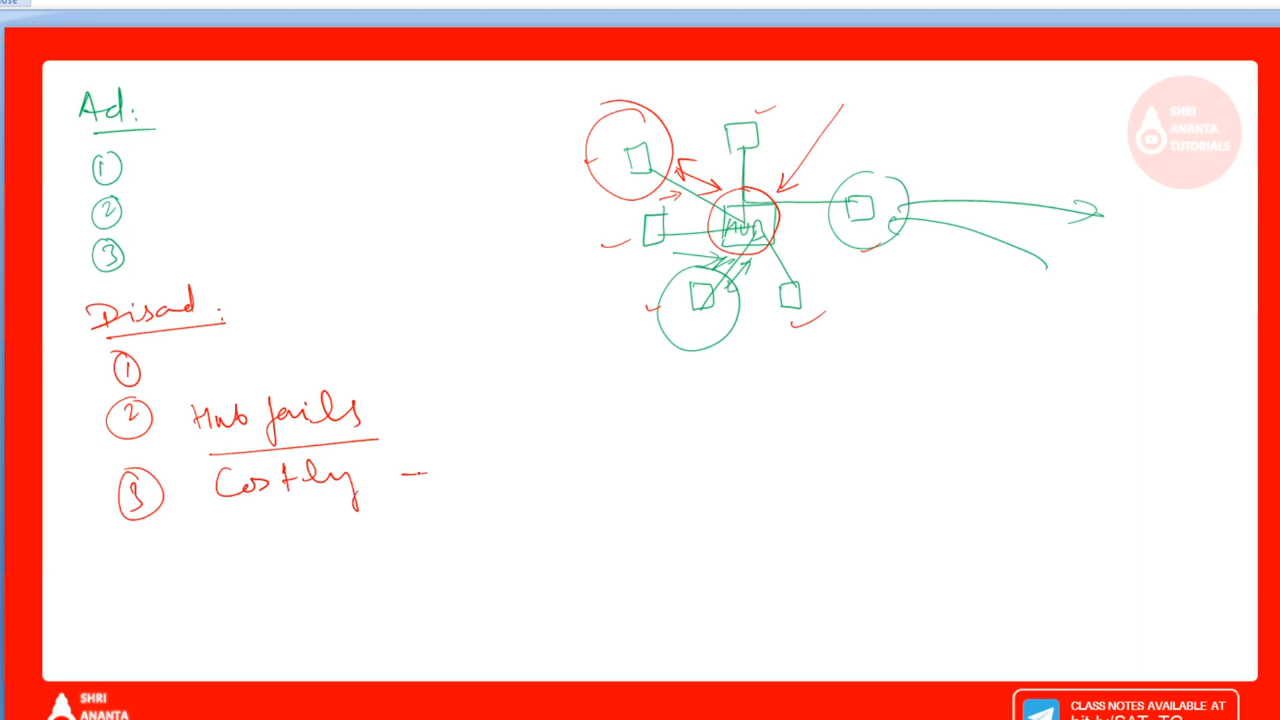 Ad:
1
2
3
Disad:
1
2 Hub fails
3 Costly -
HUB
SHRI
ANANTA
TUTORIALS
SHRI
ANANTA
CLASS NOTES AVAILABLE AT